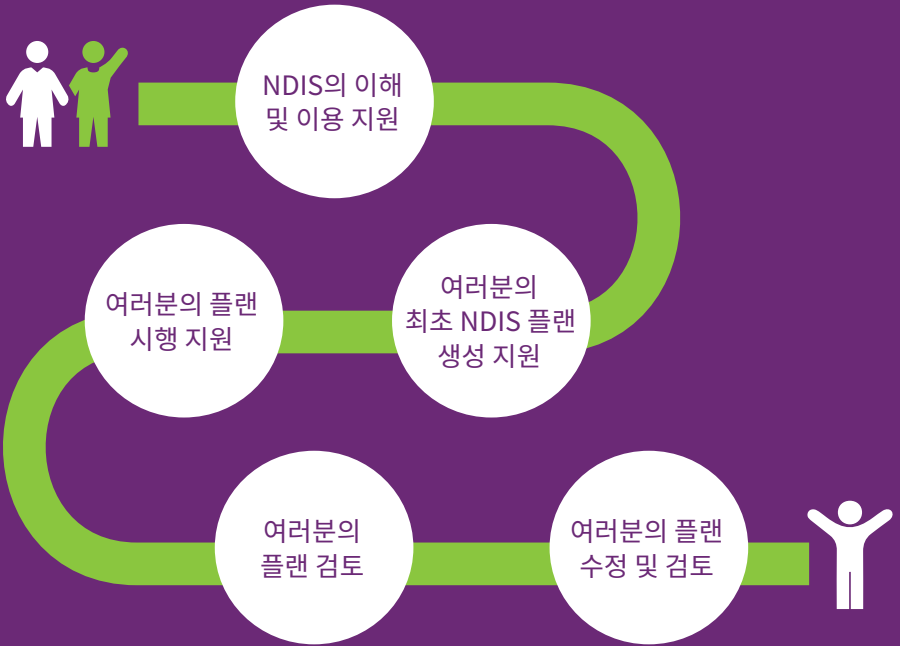 NDIS의 이해
및 이용 지원
여러분의
최초 NDIS 플랜
생성 지원
여러분의 플랜
시행 지원
여러분의
플랜 검토
여러분의 플랜
수정 및 검토